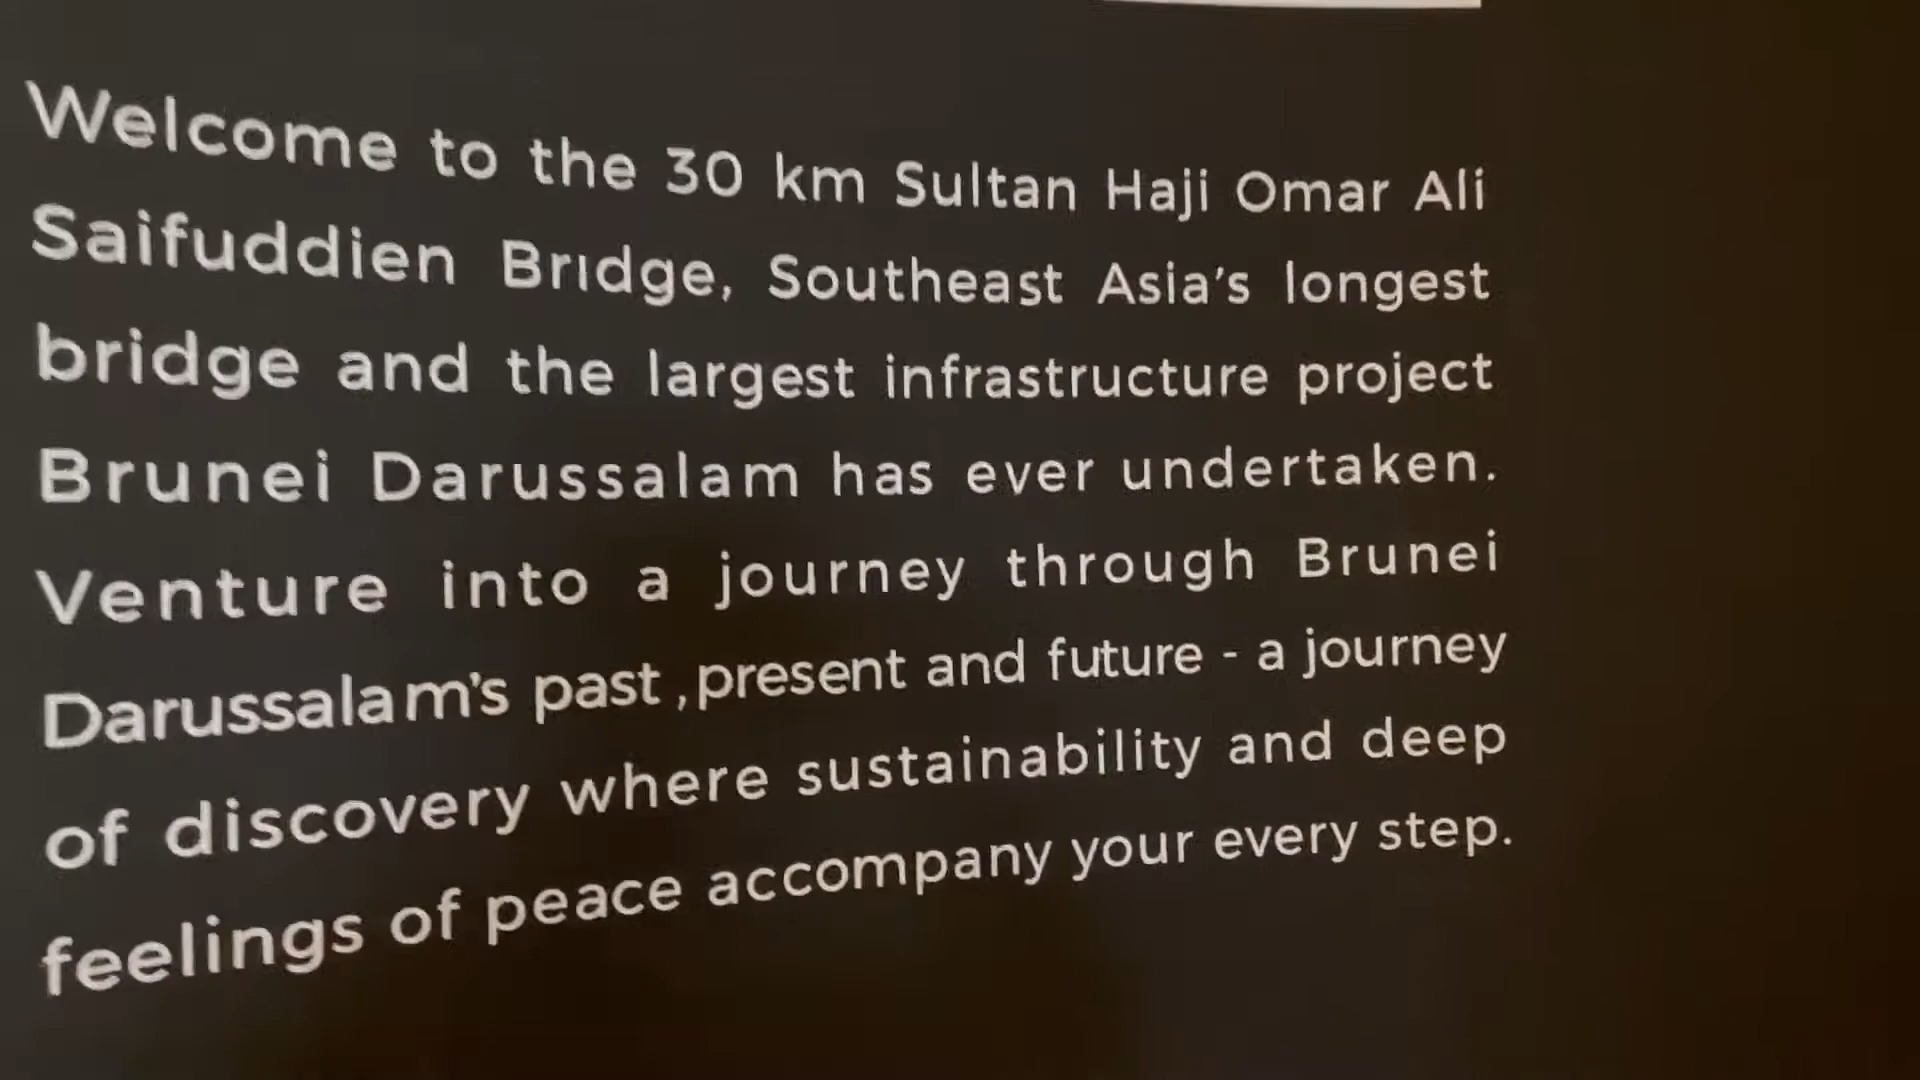 Welcome to the 30 km Sultan Haji Omar Ali
Saifuddien Bridge, Southeast Asia's longest
bridge and the largest infrastructure project
Brunei Darussalam has ever undertaken.
Venture into a journey through Brunei
Darussalam's past ,present and future - a journey
of discovery where sustainability and deep
feelings of peace accompany your every step.